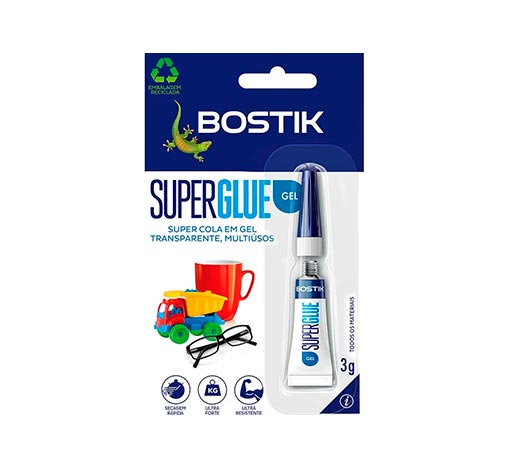 EMBALAGEM
RECICLADA
BOSTIK
SUPERGLUE
GEL
SUPER COLA EM GEL
TRANSPARENTE, MULTIÚSOS
BOSTIK
SUPERGLUE
GEL
TODOS OS MATERIAIS
3g
KG
SECAGEM
RÁPIDA
ULTRA
FORTE
ULTRA
RESISTENTE
i